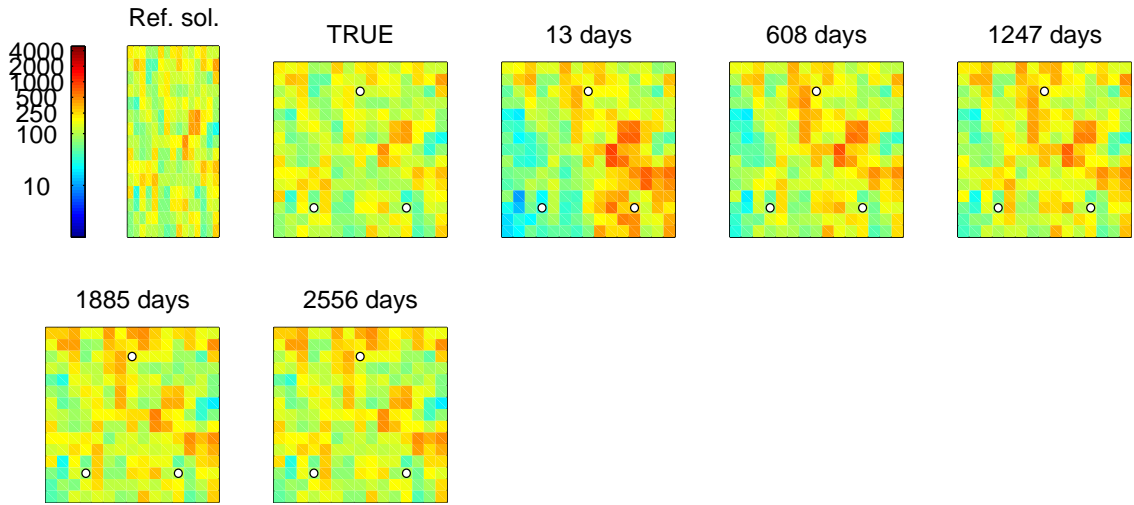 Ref. sol.
TRUE
13 days
608 days
1247 days
4000
2000
1000
500
250
100
10
1885 days
2556 days